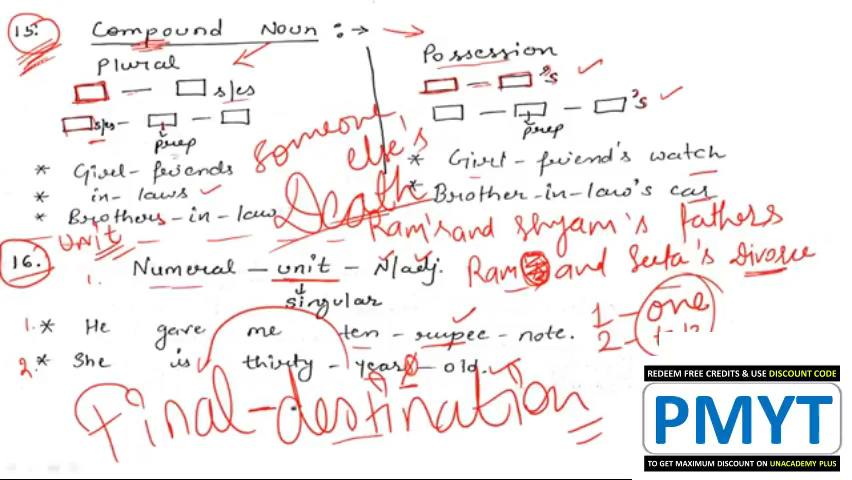 15. Compound Noun :→
Plural
s/es
s/es
prep
* Girl-friends
* in-laws
* Brothers-in-law
Possession
's
's
prep
* Girl-friend's watch
* Brother-in-law's car
Someone
else's
Death
Ram's and Shyam's fathers
Ram and Seeta's Divorce
unit
16. Numeral - unit - N/adj.
1.
singular
1. * He gave me ten-rupee-note.
2. * She is thirty-year-old.
1 - one
2 -
Final-destination
REDEEM FREE CREDITS & USE DISCOUNT CODE
PMYT
TO GET MAXIMUM DISCOUNT ON UNACADEMY PLUS